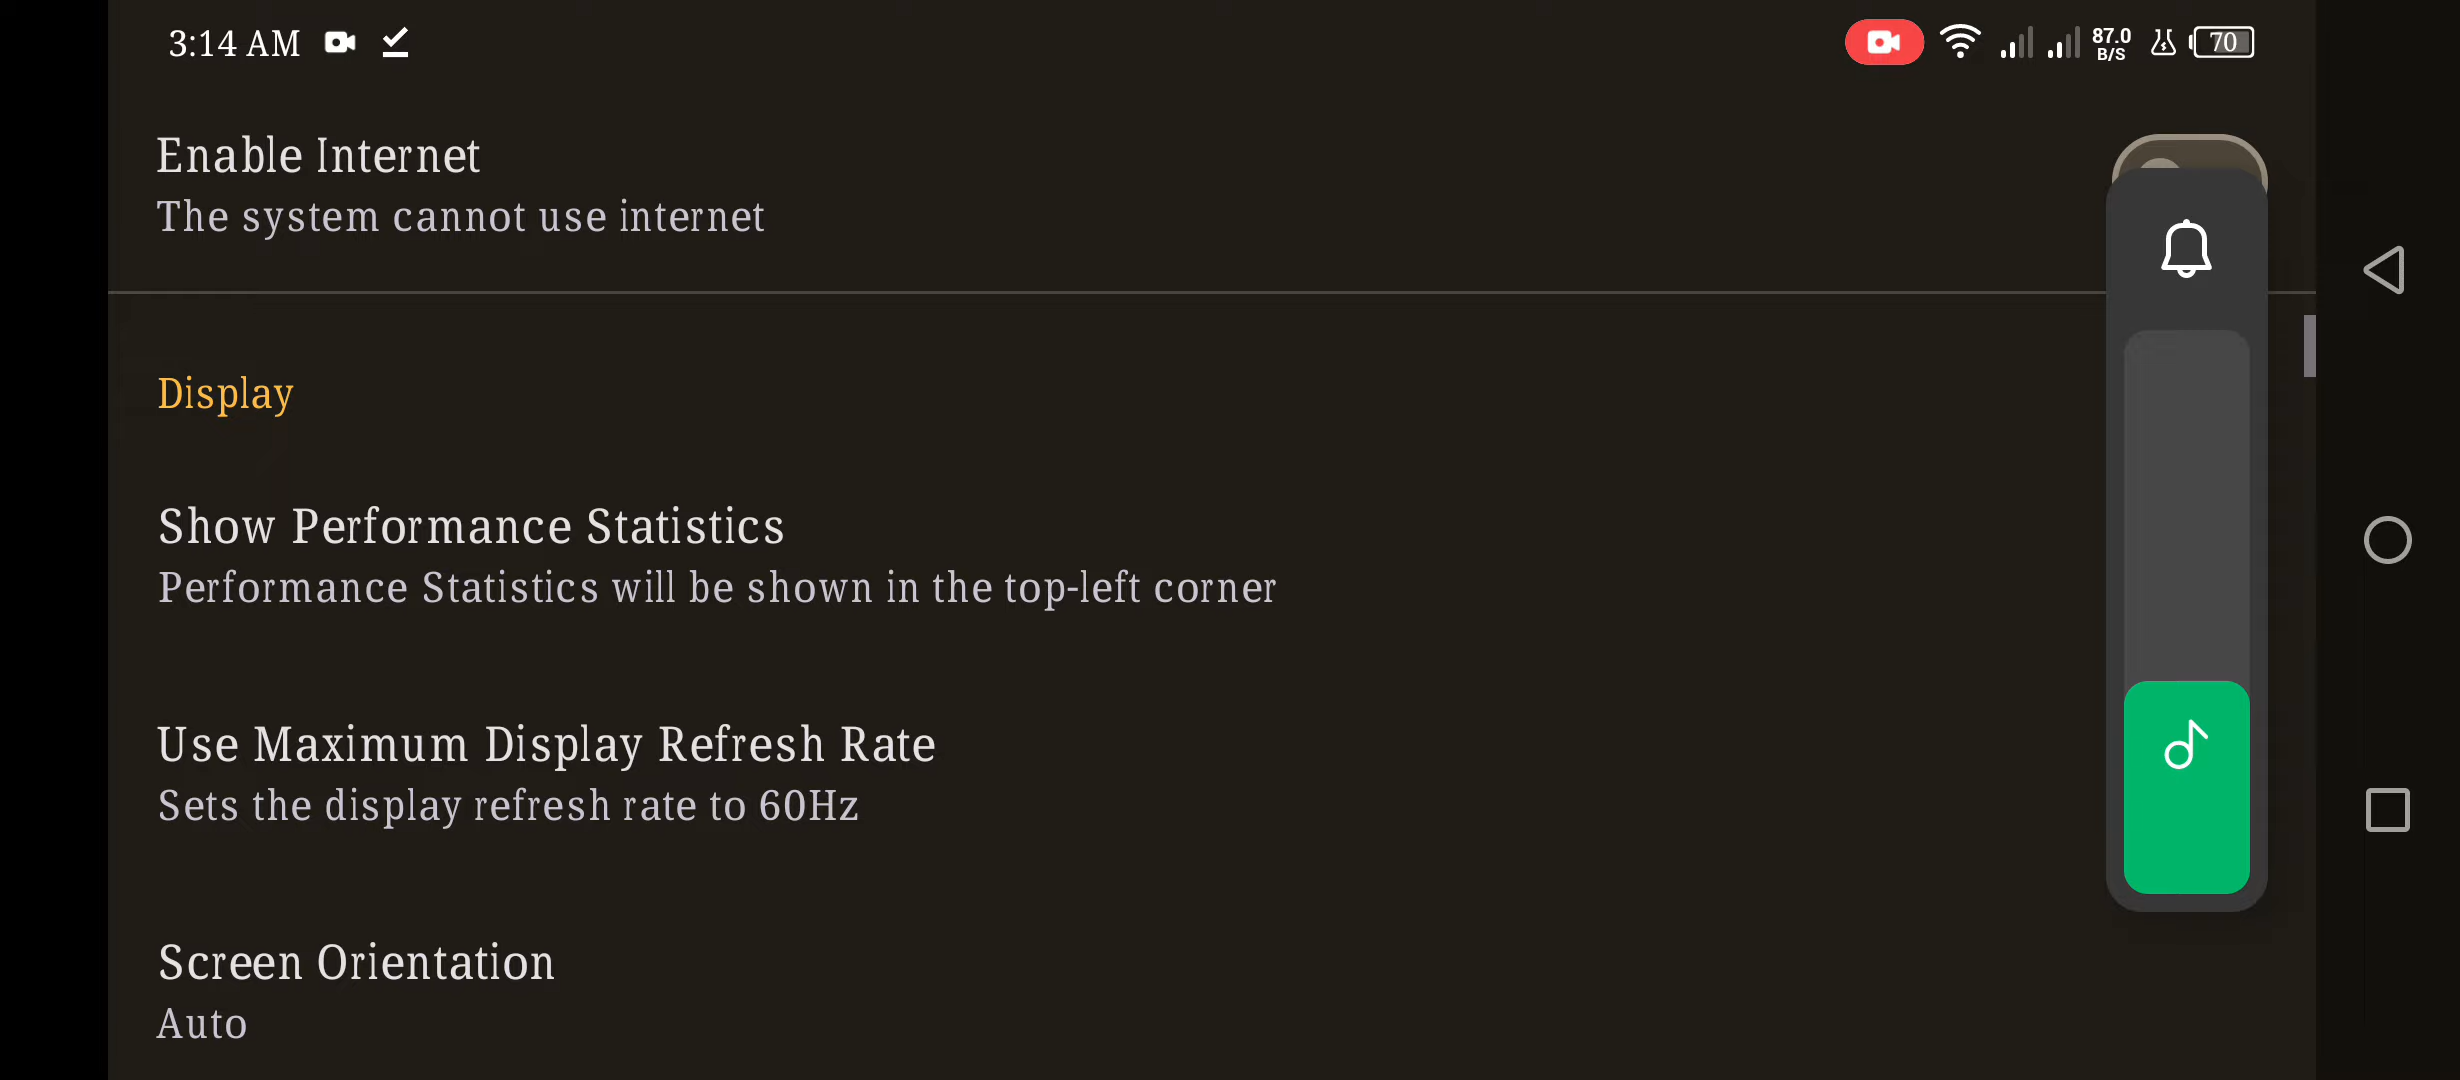 3:14 AM
87.0
B/S
70
Enable Internet
The system cannot use internet
Display
Show Performance Statistics
Performance Statistics will be shown in the top-left corner
Use Maximum Display Refresh Rate
Sets the display refresh rate to 60Hz
Screen Orientation
Auto